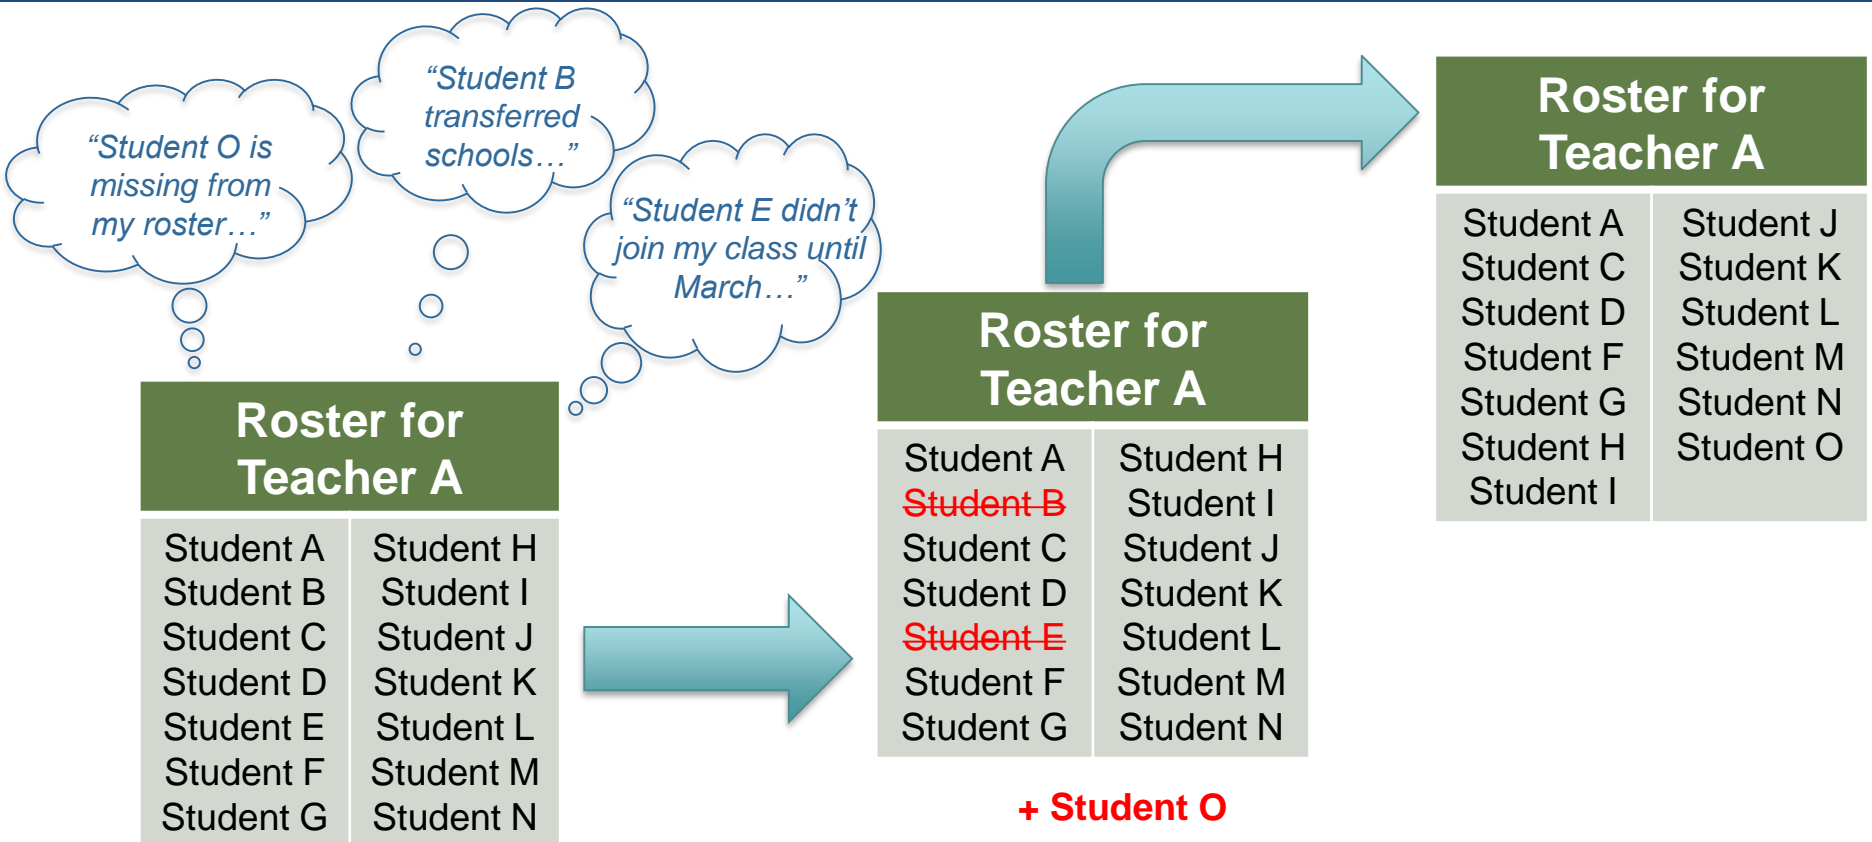 “Student O is
missing from
my roster…”
“Student B
transferred
schools…”
“Student E didn’t
join my class until
March…”
Roster for
Teacher A
Student A
Student B
Student C
Student D
Student E
Student F
Student G
Student H
Student I
Student J
Student K
Student L
Student M
Student N
Roster for
Teacher A
Student A
Student B
Student C
Student D
Student E
Student F
Student G
Student H
Student I
Student J
Student K
Student L
Student M
Student N
+ Student O
Roster for
Teacher A
Student A
Student C
Student D
Student F
Student G
Student H
Student I
Student J
Student K
Student L
Student M
Student N
Student O